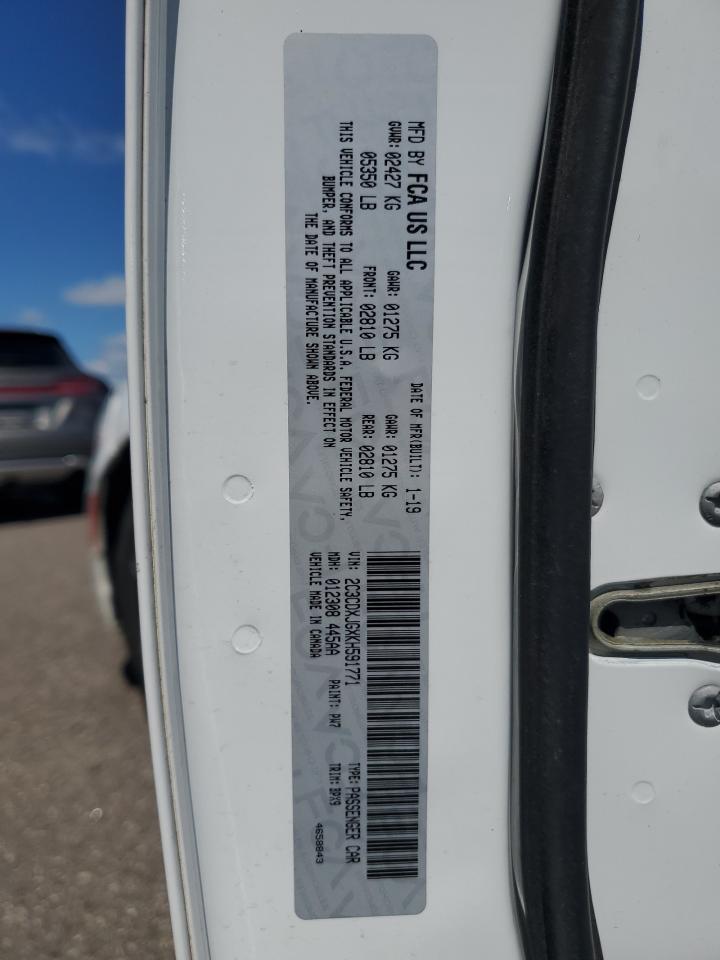 MFD BY FCA US LLC
DATE OF MFR(BUILT): 1-19
GVWR: 02427 KG GAWR: 01275 KG GAWR: 01275 KG
05350 LB FRONT: 02810 LB REAR: 02810 LB
THIS VEHICLE CONFORMS TO ALL APPLICABLE U.S.A. FEDERAL MOTOR VEHICLE SAFETY,
BUMPER, AND THEFT PREVENTION STANDARDS IN EFFECT ON
THE DATE OF MANUFACTURE SHOWN ABOVE.
VIN: 2C3CDXJGXKH591771 TYPE: PASSENGER CAR
MDH: 012308 445AA PAINT: PW7 TRIM: BPX9
VEHICLE MADE IN CANADA
4658843